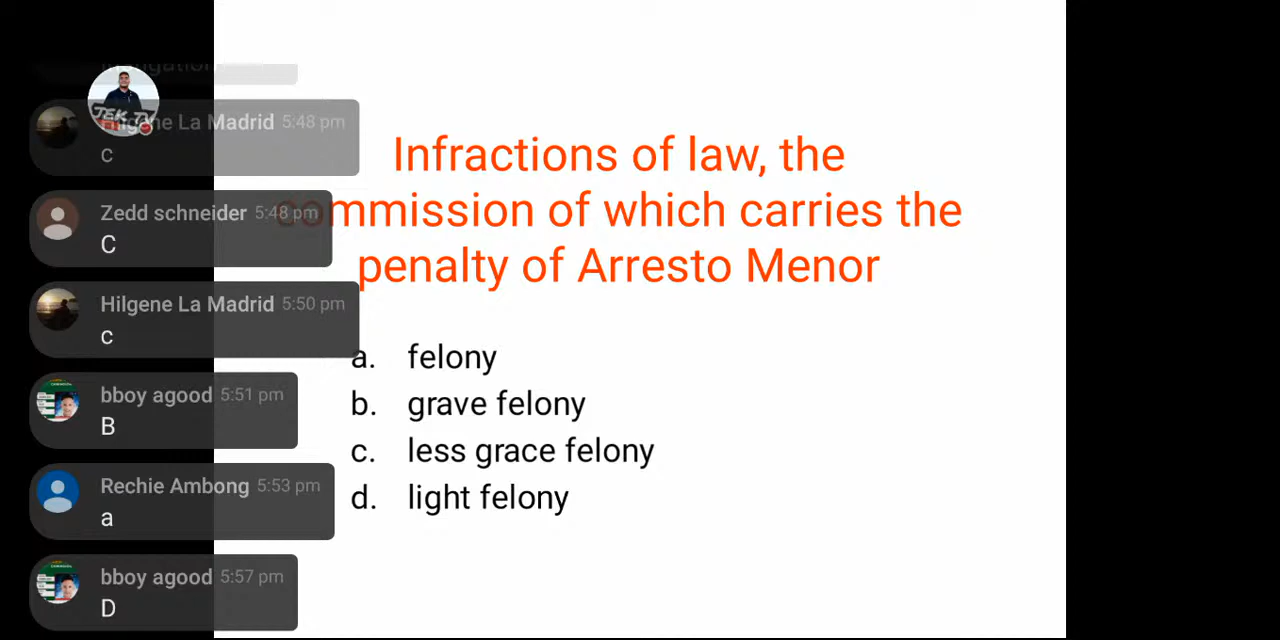 Hilgene La Madrid 5:48 pm
C
Zedd schneider 5:48 pm
C
Hilgene La Madrid 5:50 pm
c
bboy agood 5:51 pm
B
Rechie Ambong 5:53 pm
a
bboy agood 5:57 pm
D
TEK TV
Infractions of law, the
commission of which carries the
penalty of Arresto Menor
a. felony
b. grave felony
c. less grace felony
d. light felony